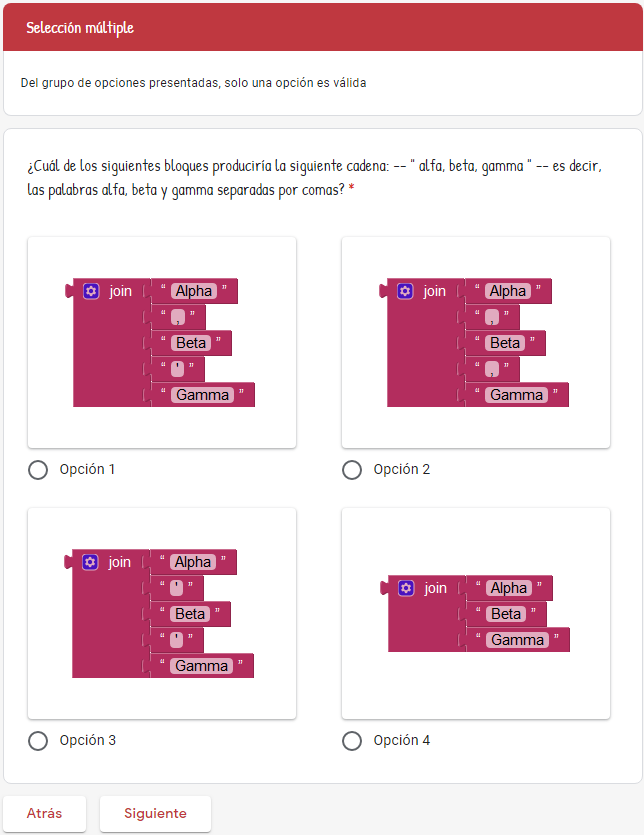 Selección múltiple
Del grupo de opciones presentadas, solo una opción es válida
¿Cuál de los siguientes bloques produciría la siguiente cadena: -- " alfa, beta, gamma " -- es decir,
las palabras alfa, beta y gamma separadas por comas? *
join “ Alpha ”
“ , ”
“ Beta ”
“ ' ”
“ Gamma ”
Opción 1
join “ Alpha ”
“ , ”
“ Beta ”
“ , ”
“ Gamma ”
Opción 2
join “ Alpha ”
“ ' ”
“ Beta ”
“ ' ”
“ Gamma ”
Opción 3
join “ Alpha ”
“ Beta ”
“ Gamma ”
Opción 4
Atrás Siguiente